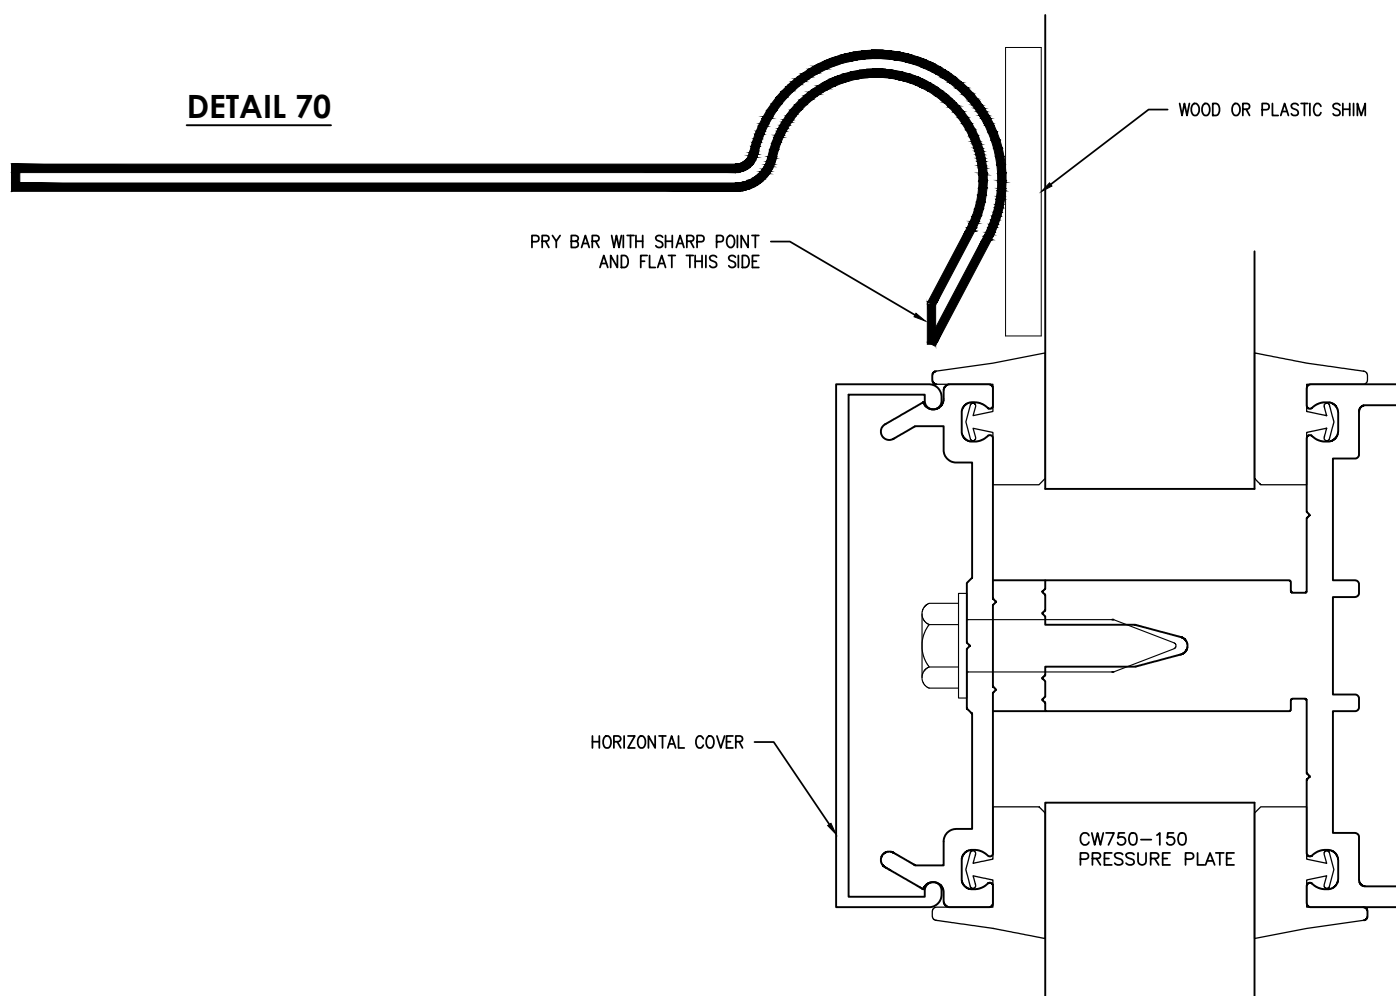 DETAIL 70
WOOD OR PLASTIC SHIM
PRY BAR WITH SHARP POINT
AND FLAT THIS SIDE
HORIZONTAL COVER
CW750-150
PRESSURE PLATE